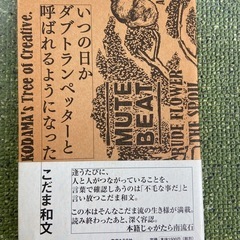 いつの日か
ダブトランペッターと
呼ばれるようになった
こだま和文
KODAMA's Tree of Creative.
MUTE
BEAT
逢うたびに、
人と人がつながっていることを、
言葉で確認しあうのは「不毛な事だ」と
言い放つこだま和文。
この本はそんなこだま流の生き様が満載。
読み終わったあと、深く溶容。
本籍じゃがたら南流石